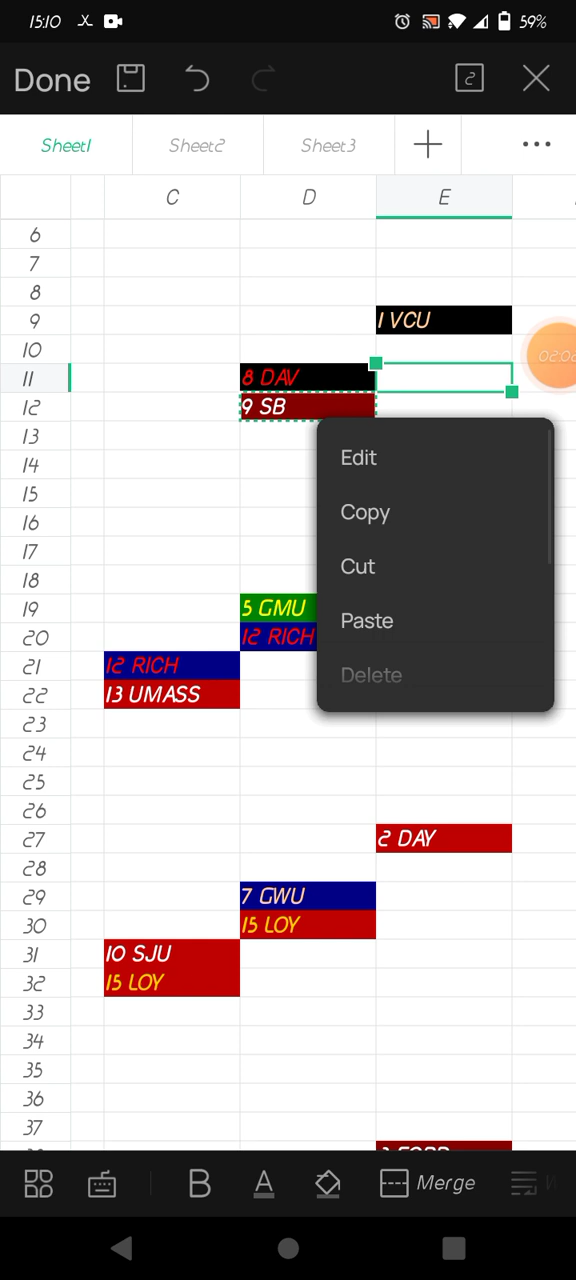 15:10 59%
Done 2
Sheet1 Sheet2 Sheet3
C D E
6
7
8
9 1 VCU
10
11 8 DAV
12 9 SB
13
14
15
16
17
18
19 5 GMU
20 12 RICH
21 12 RICH
22 13 UMASS
23
24
25
26
27 2 DAY
28
29 7 GWU
30 15 LOY
31 10 SJU
32 15 LOY
33
34
35
36
37
Edit
Copy
Cut
Paste
Delete
B A Merge